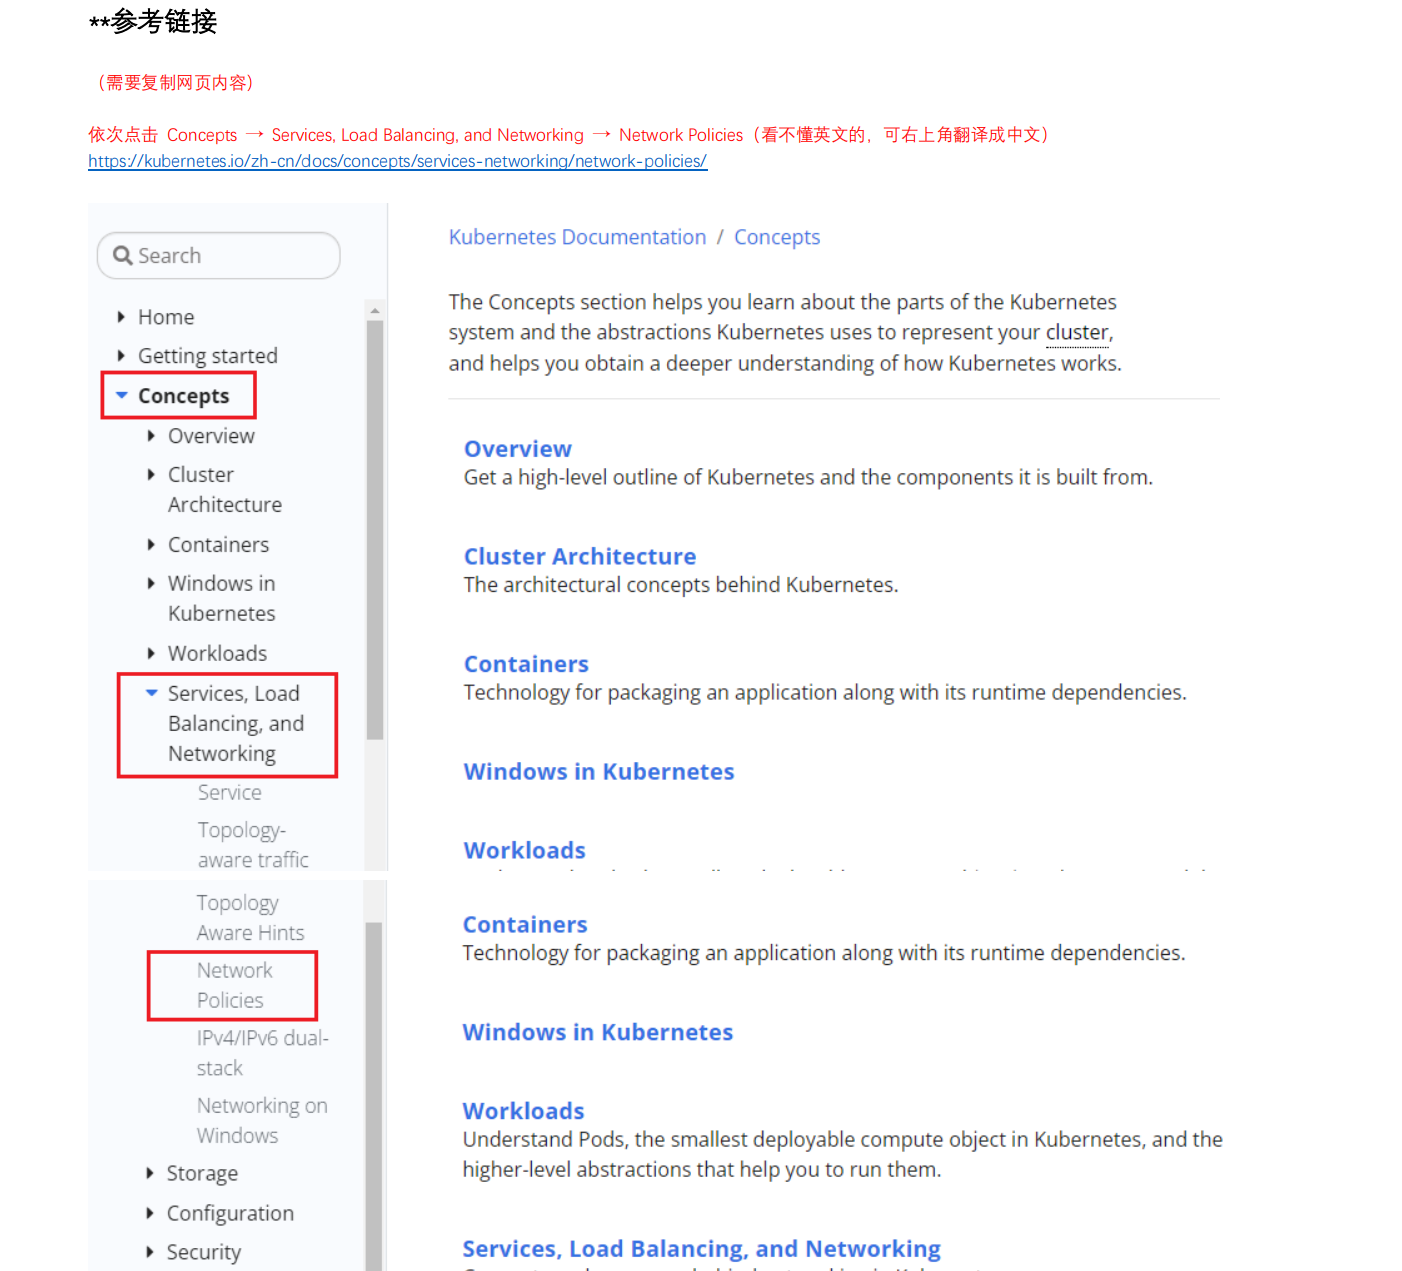 **参考链接
（需要复制网页内容）
依次点击 Concepts → Services, Load Balancing, and Networking → Network Policies（看不懂英文的，可右上角翻译成中文）
https://kubernetes.io/zh-cn/docs/concepts/services-networking/network-policies/
Search
Home
Getting started
Concepts
Overview
Cluster
Architecture
Containers
Windows in
Kubernetes
Workloads
Services, Load
Balancing, and
Networking
Service
Topology-
aware traffic
Kubernetes Documentation / Concepts
The Concepts section helps you learn about the parts of the Kubernetes
system and the abstractions Kubernetes uses to represent your cluster,
and helps you obtain a deeper understanding of how Kubernetes works.
Overview
Get a high-level outline of Kubernetes and the components it is built from.
Cluster Architecture
The architectural concepts behind Kubernetes.
Containers
Technology for packaging an application along with its runtime dependencies.
Windows in Kubernetes
Workloads
Topology
Aware Hints
Network
Policies
IPv4/IPv6 dual-
stack
Networking on
Windows
Storage
Configuration
Security
Containers
Technology for packaging an application along with its runtime dependencies.
Windows in Kubernetes
Workloads
Understand Pods, the smallest deployable compute object in Kubernetes, and the
higher-level abstractions that help you to run them.
Services, Load Balancing, and Networking